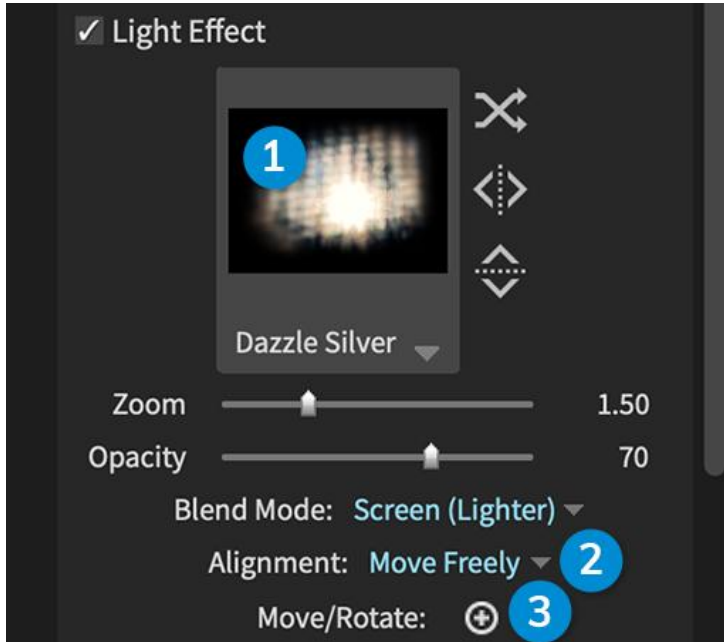 Light Effect
1
Dazzle Silver
Zoom 1.50
Opacity 70
Blend Mode: Screen (Lighter)
Alignment: Move Freely 2
Move/Rotate: 3